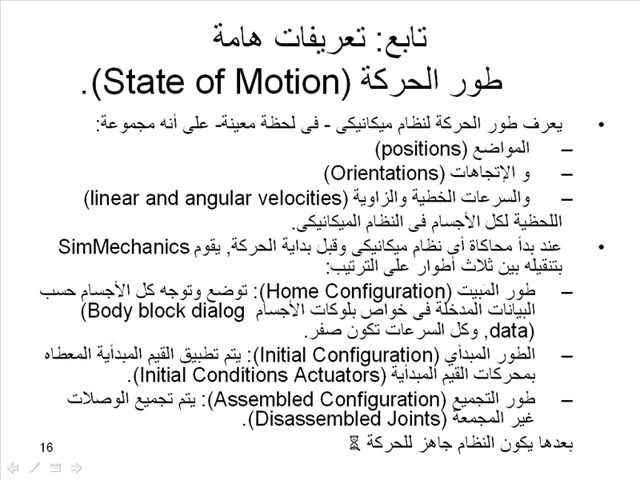 تابع: تعريفات هامة
طور الحركة (State of Motion).
• يعرف طور الحركة لنظام ميكانيكى - فى لحظة معينة- على أنه مجموعة:
– المواضع (positions)
– و الإتجاهات (Orientations)
– والسرعات الخطية والزاوية (linear and angular velocities)
اللحظية لكل الأجسام فى النظام الميكانيكى.
• عند بدأ محاكاة أى نظام ميكانيكى وقبل بداية الحركة, يقوم SimMechanics
بتنقيله بين ثلاث أطوار على الترتيب:
– طور المَبيت (Home Configuration): توضع وتوجه كل الأجسام حسب
البيانات المدخلة فى خواص بلوكات الأجسام (Body block dialog
data), وكل السرعات تكون صفر.
– الطور المبدأي (Initial Configuration): يتم تطبيق القيم المبدأية المعطاه
بمحركات القيم المبدأية (Initial Conditions Actuators).
– طور التجميع (Assembled Configuration): يتم تجميع الوصلات
غير المجمعة (Disassembled Joints).
بعدها يكون النظام جاهز للحركة
16